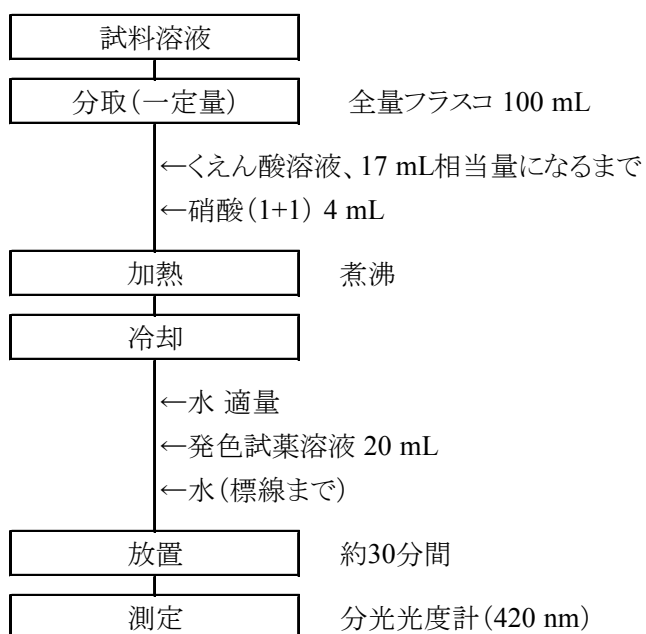 試料溶液
分取(一定量) 全量フラスコ 100 mL
←くえん酸溶液、17 mL相当量になるまで
←硝酸(1+1) 4 mL
加熱 煮沸
冷却
←水 適量
←発色試薬溶液 20 mL
←水(標線まで)
放置 約30分間
測定 分光光度計(420 nm)